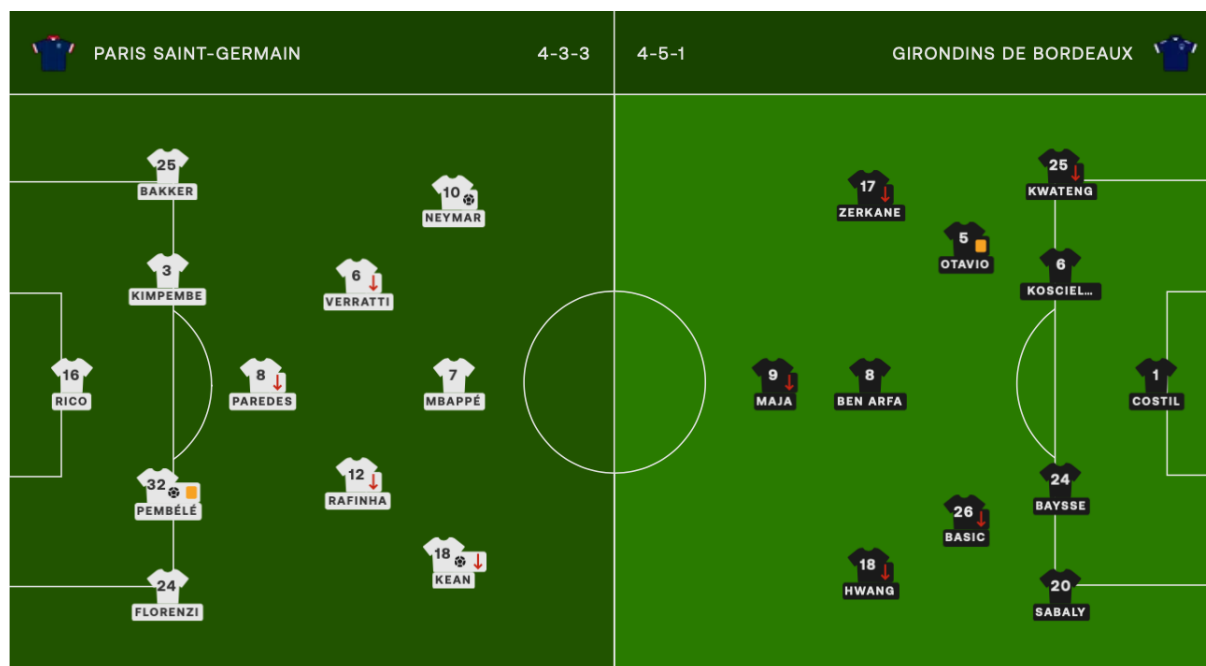 PARIS SAINT-GERMAIN 4-3-3 4-5-1 GIRONDINS DE BORDEAUX
25
BAKKER
3
KIMPEMBE
16
RICO
32
PEMBÉLÉ
24
FLORENZI
8
PAREDES
6
VERRATTI
12
RAFINHA
10
NEYMAR
7
MBAPPÉ
18
KEAN
9
MAJA
17
ZERKANE
8
BEN ARFA
18
HWANG
5
OTAVIO
26
BASIC
25
KWATENG
6
KOSCIEL...
24
BAYSSE
20
SABALY
1
COSTIL